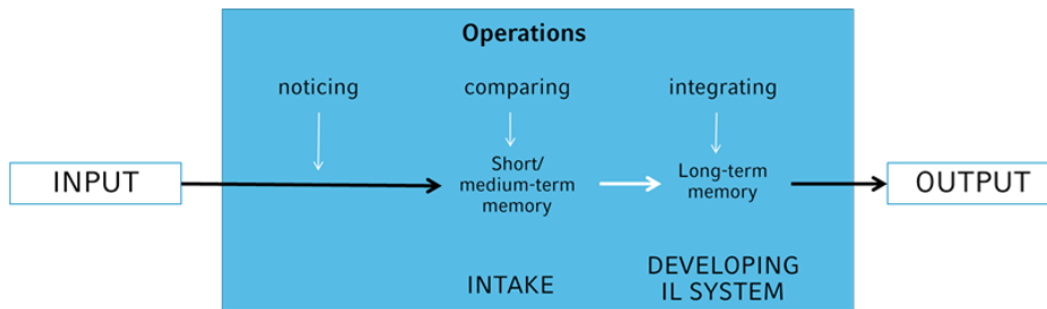 Operations
noticing
comparing
integrating
INPUT
Short/
medium-term
memory
Long-term
memory
OUTPUT
INTAKE
DEVELOPING
IL SYSTEM